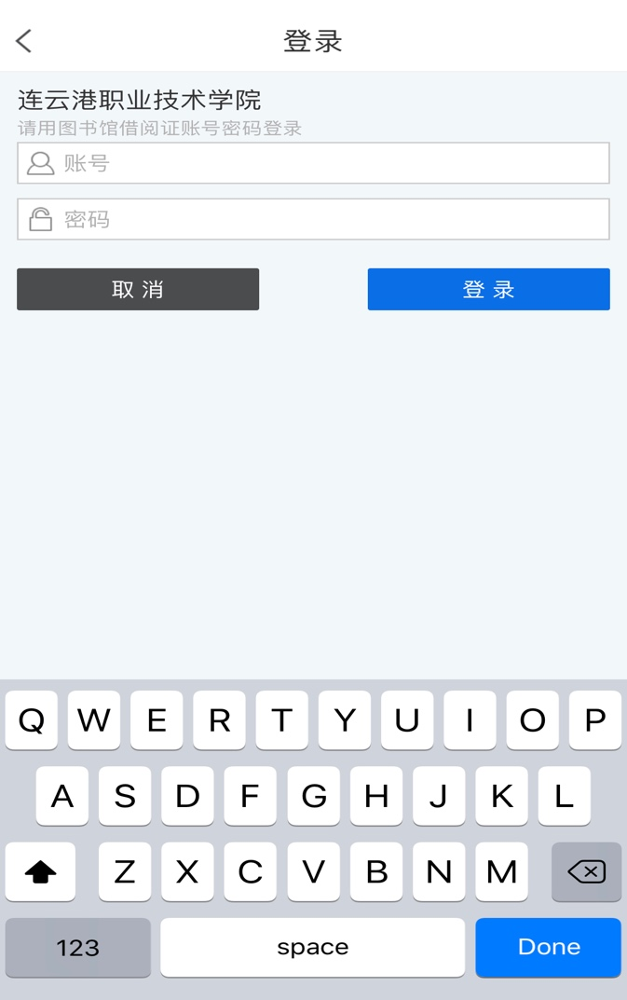 登录
连云港职业技术学院
请用图书馆借阅证账号密码登录
账号
密码
取消 登录
Q W E R T Y U I O P
A S D F G H J K L
Z X C V B N M
123 space Done